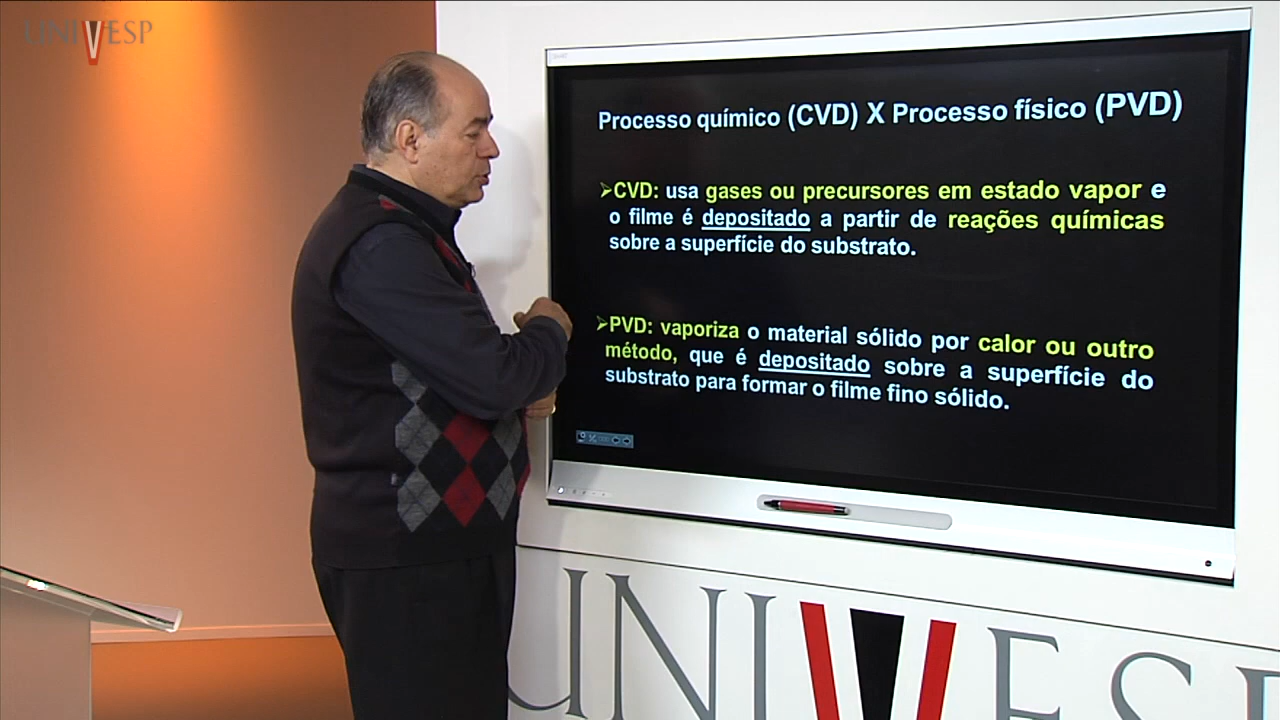 UNIVESP
Processo químico (CVD) X Processo físico (PVD)
➢CVD: usa gases ou precursores em estado vapor e
o filme é depositado a partir de reações químicas
sobre a superfície do substrato.
➢PVD: vaporiza o material sólido por calor ou outro
método, que é depositado sobre a superfície do
substrato para formar o filme fino sólido.
UNIVESP